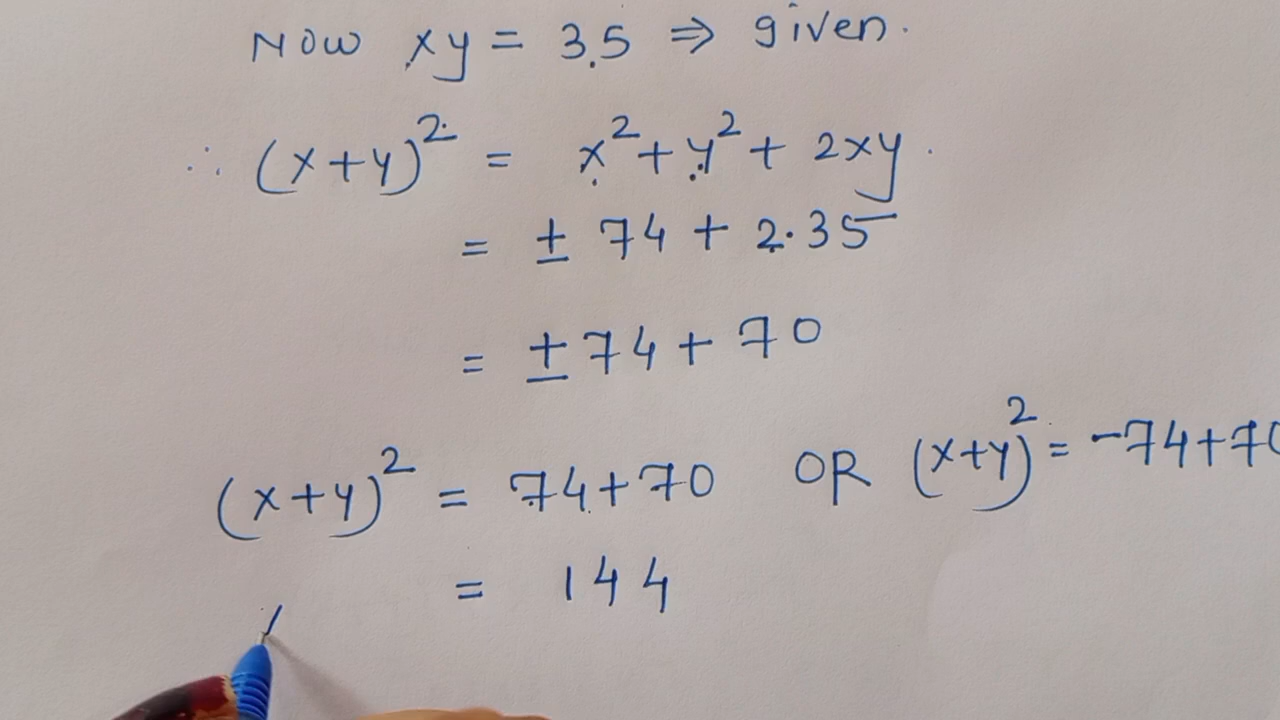 Now xy = 35 ⇒ given.
∴ (x+y)² = x²+y²+ 2xy.
= ± 74 + 2·35
= ±74 + 70
(x+y)² = 74+70 OR (x+y)² = -74+70
= 144